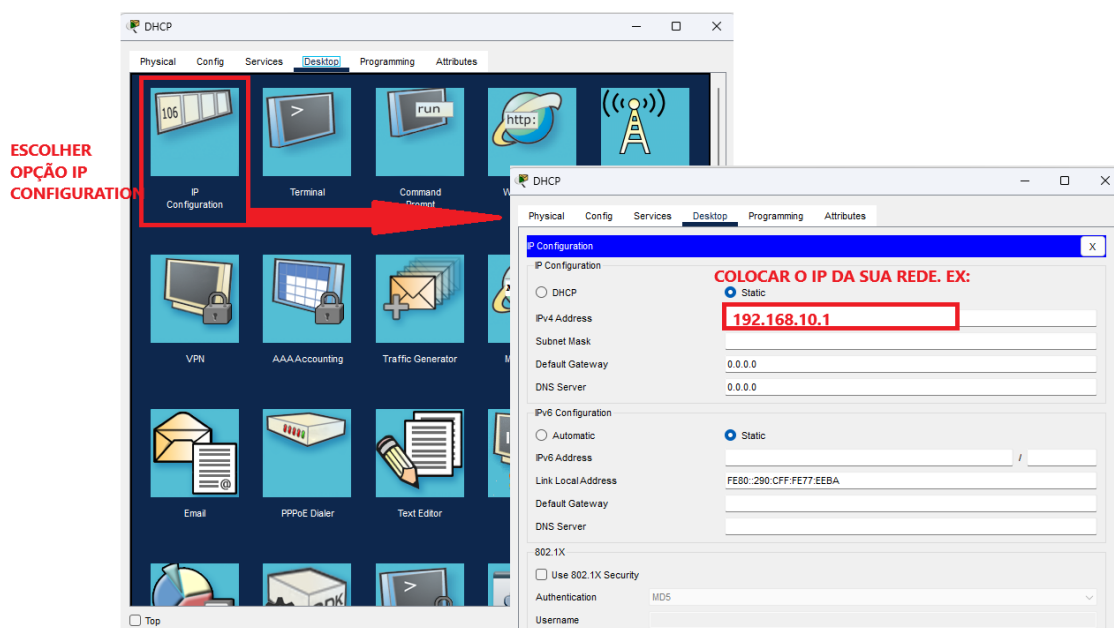 DHCP
Physical Config Services Desktop Programming Attributes
106
>
run
http:
ESCOLHER
OPÇÃO IP
CONFIGURATION
IP
Configuration
Terminal
Command
Prompt
VPN
AAA Accounting
Traffic Generator
Email
PPPoE Dialer
Text Editor
@
>
Top
DHCP
Physical Config Services Desktop Programming Attributes
IP Configuration
X
IP Configuration
COLOCAR O IP DA SUA REDE. EX:
DHCP
Static
IPv4 Address
192.168.10.1
Subnet Mask
Default Gateway 0.0.0.0
DNS Server 0.0.0.0
IPv6 Configuration
Automatic
Static
IPv6 Address /
Link Local Address FE80::290:CFF:FE77:EEBA
Default Gateway
DNS Server
802.1X
Use 802.1X Security
Authentication MD5
Username